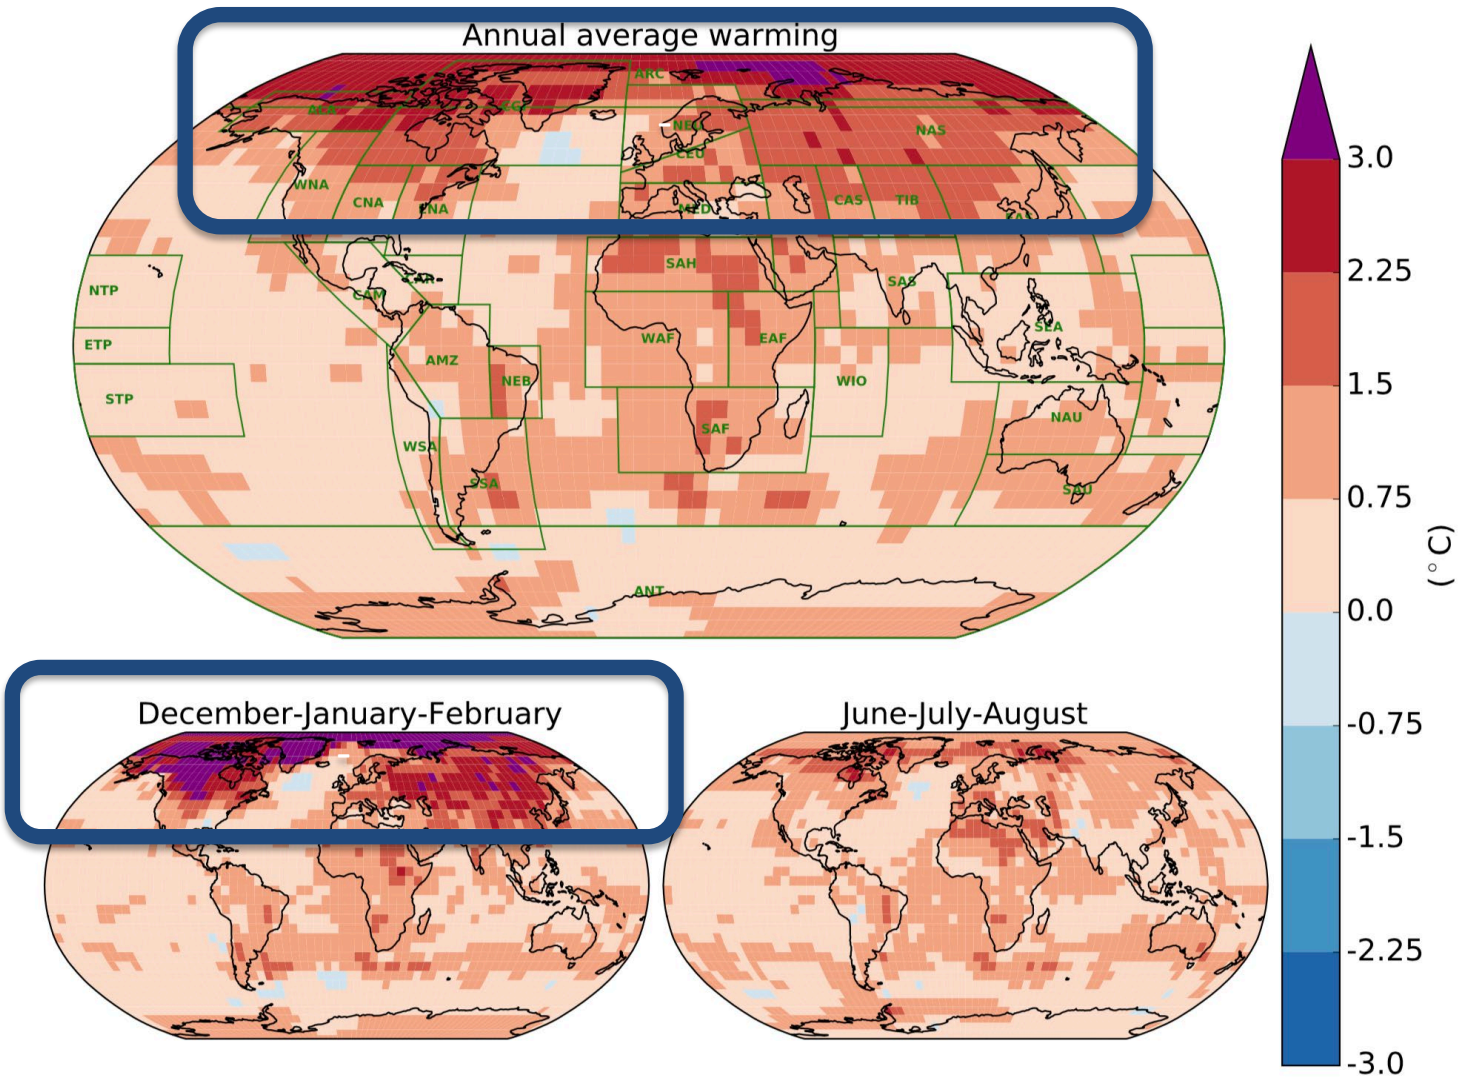 Annual average warming
ARC
ALA
CGI
NEU
NAS
CEU
WNA
CNA
ENA
MED
CAS
TIB
EAS
SAH
CAR
CAM
SAS
NTP
SEA
ETP
WAF
EAF
AMZ
NEB
WIO
STP
NAU
SAF
WSA
SSA
SAU
ANT
3.0
2.25
1.5
0.75
0.0
-0.75
-1.5
-2.25
-3.0
(°C)
December-January-February
June-July-August